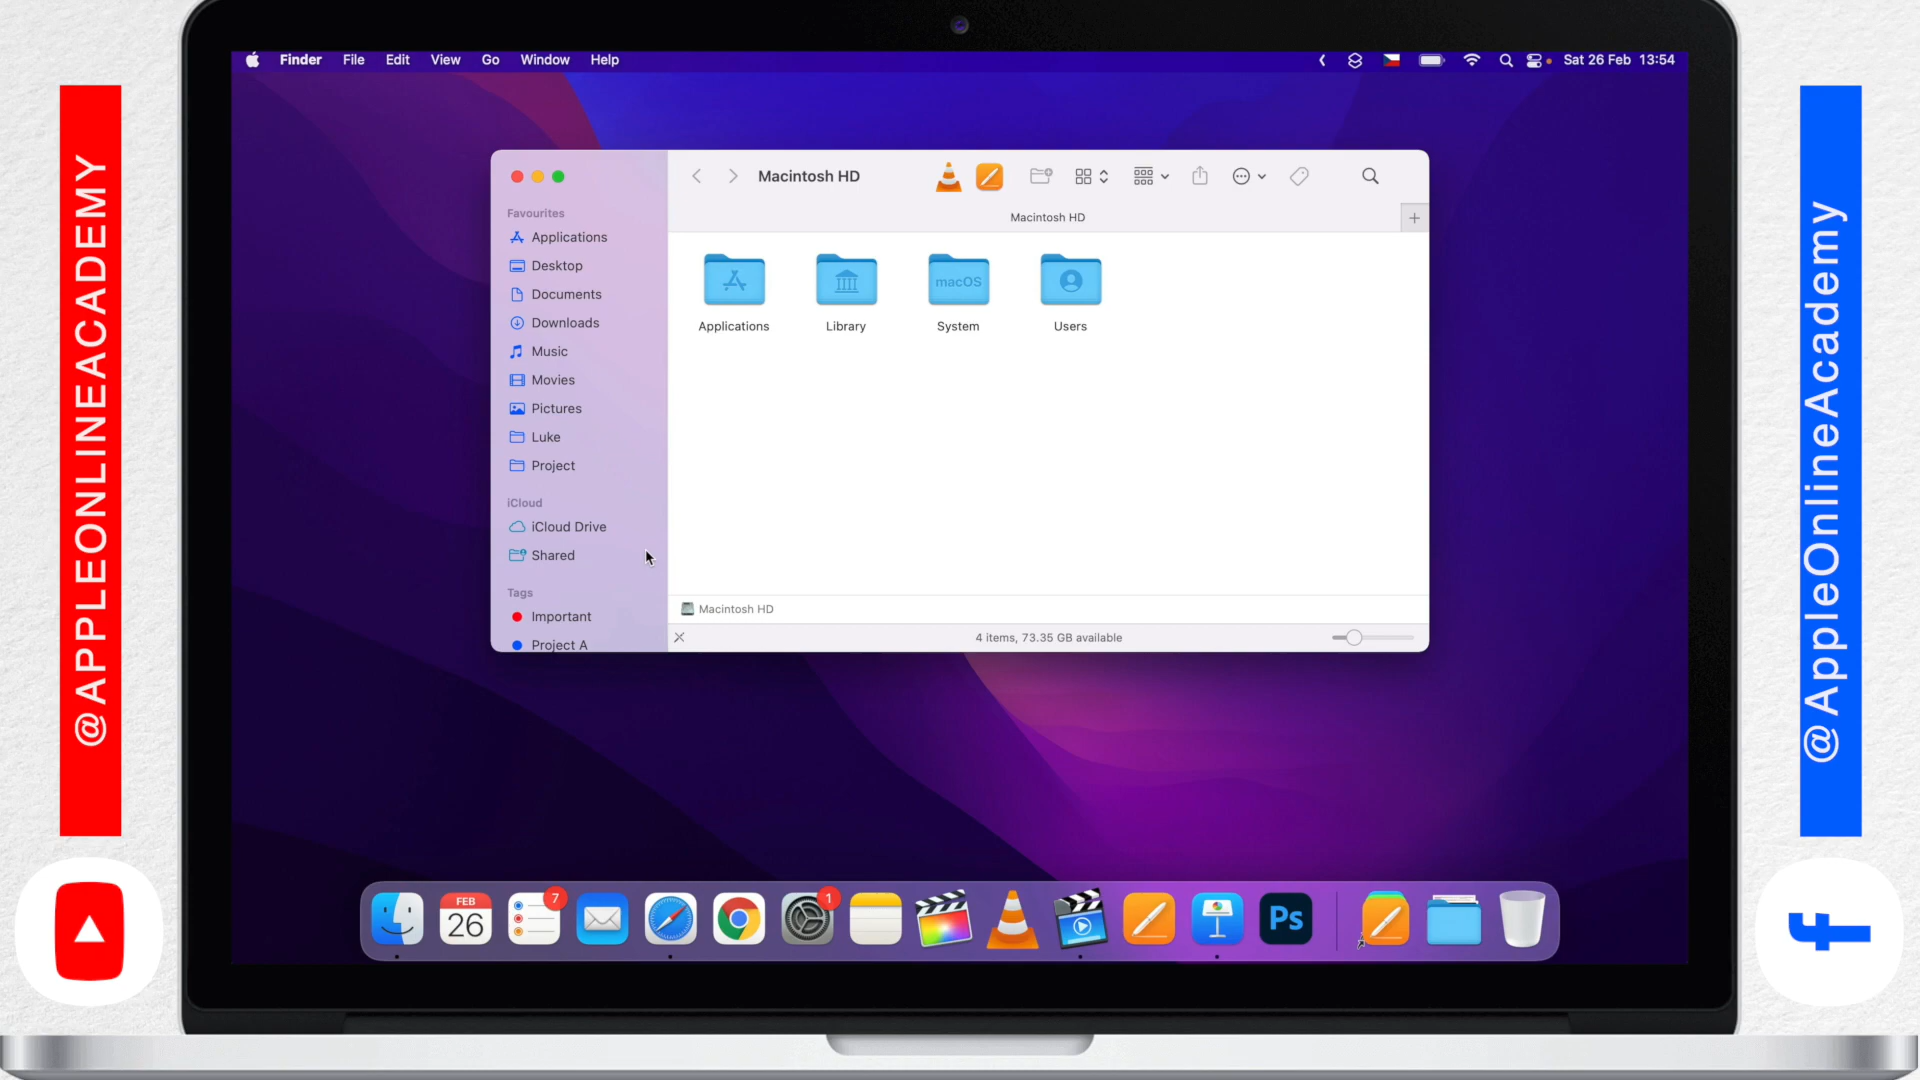 @APPLEONLINEACADEMY
Finder File Edit View Go Window Help
Sat 26 Feb 13:54
Macintosh HD
Macintosh HD
Favourites
Applications
Desktop
Documents
Downloads
Music
Movies
Pictures
Luke
Project
iCloud
iCloud Drive
Shared
Tags
Important
Project A
Applications
Library
macOS
System
Users
Macintosh HD
4 items, 73.35 GB available
FEB
26
7
1
Ps
@AppleOnlineAcademy
f